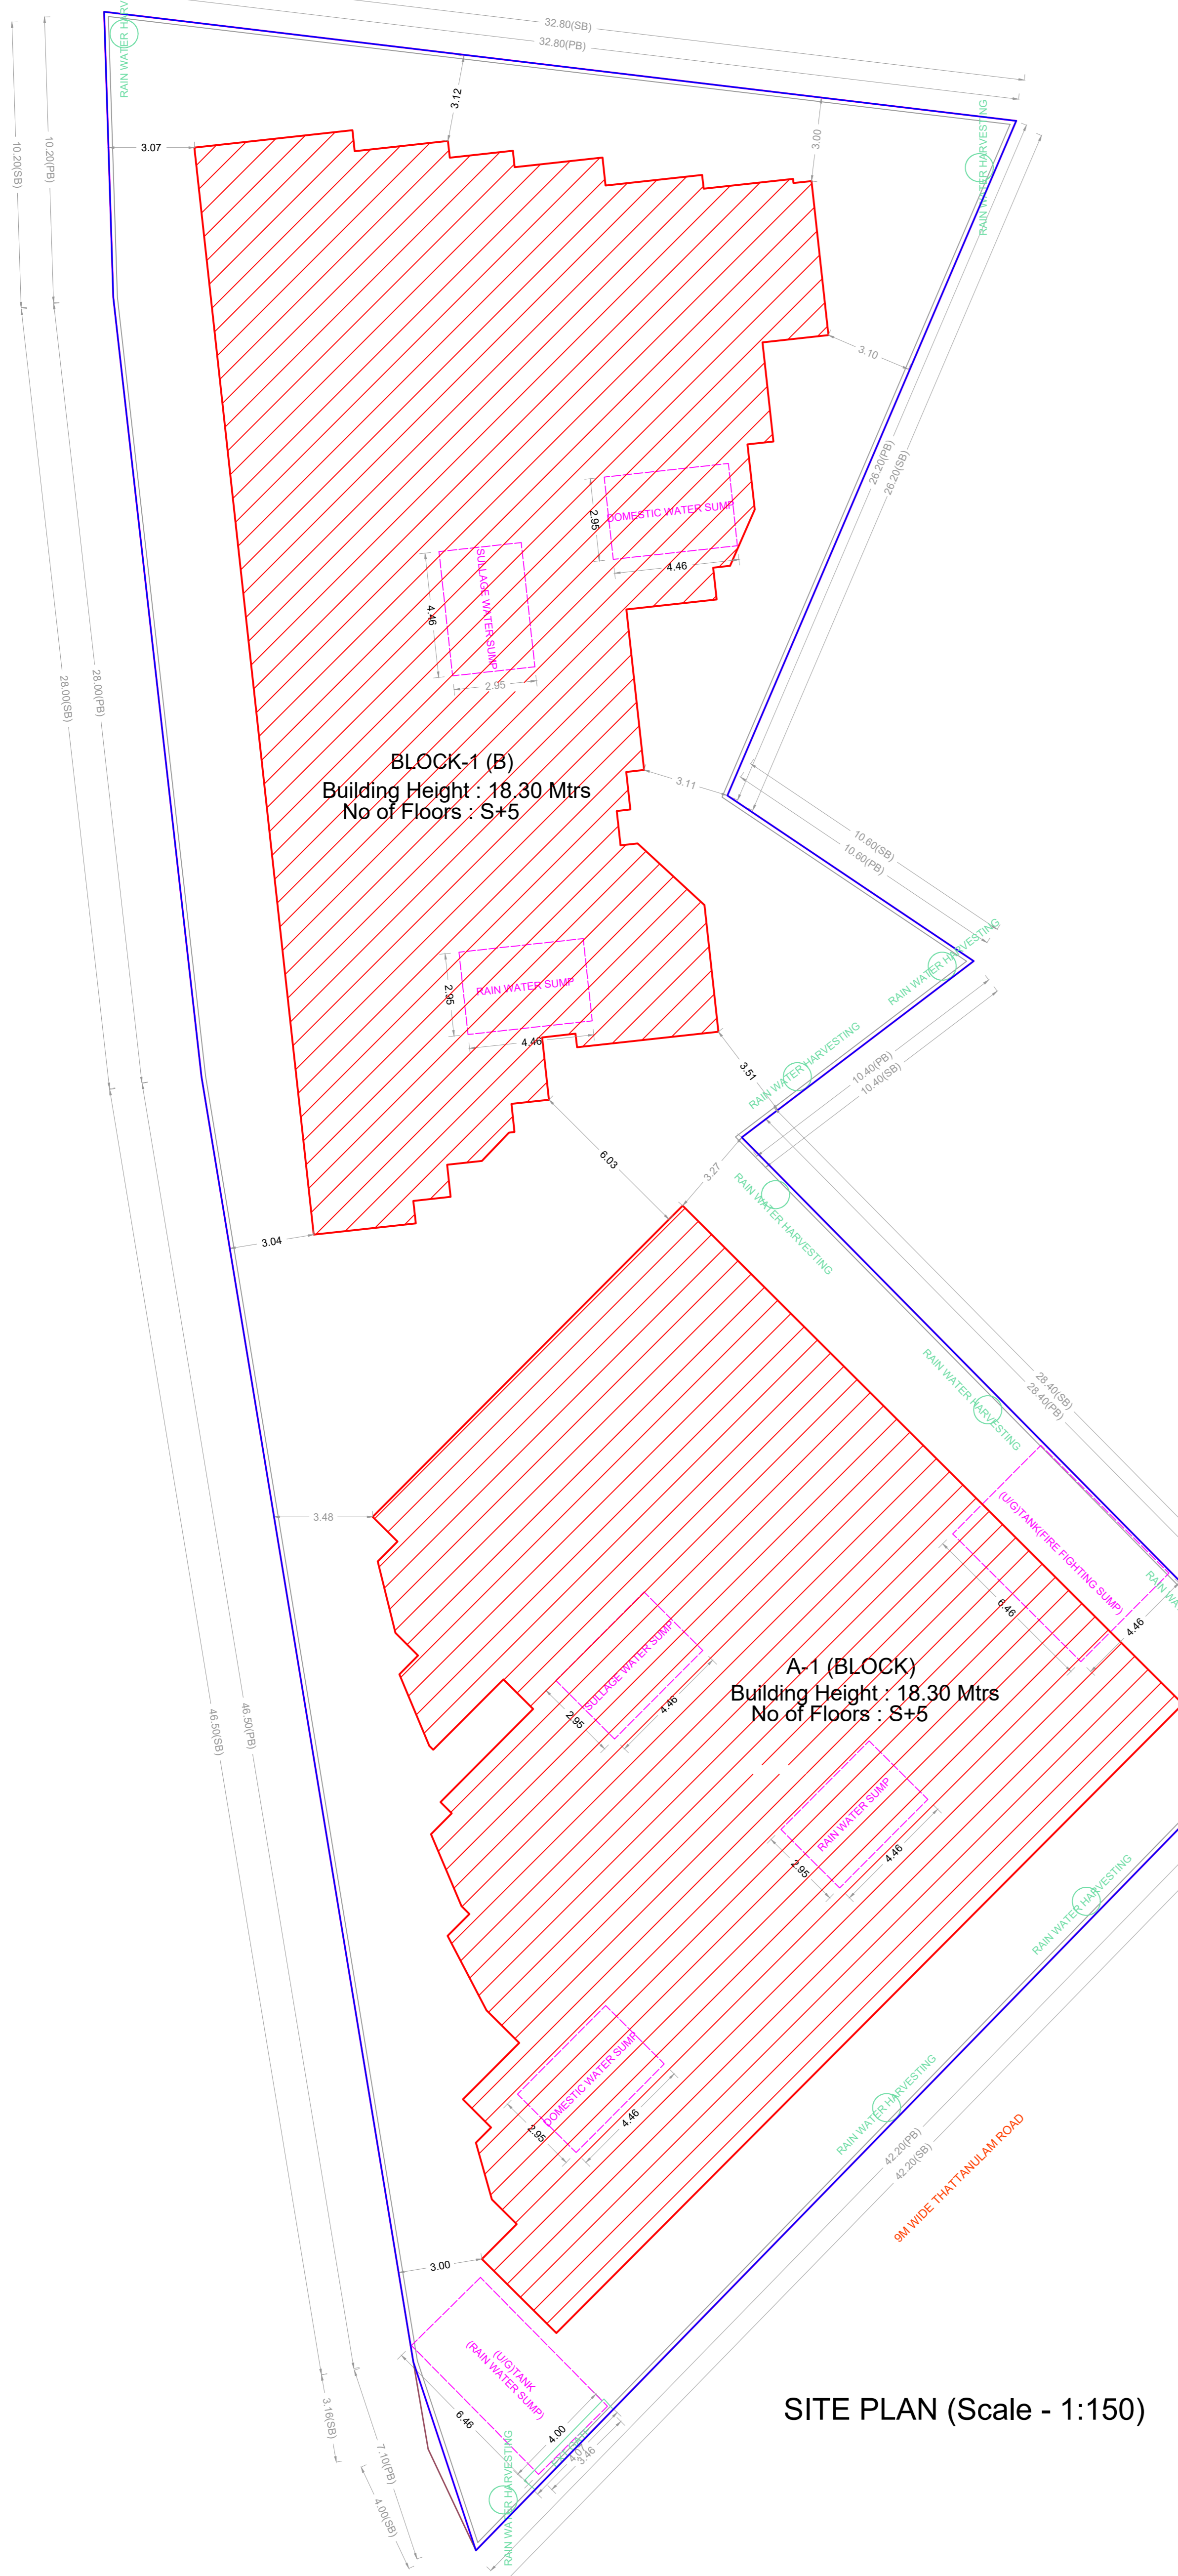 32.80(SB)
32.80(PB)
RAIN WATER HARV
3.12
3.00
3.07
10.20(SB)
10.20(PB)
RAIN WATER HARVESTING
3.10
26.20(PB)
26.20(SB)
DOMESTIC WATER SUMP
2.95
4.46
SULLAGE WATER SUMP
4.46
2.95
28.00(SB)
28.00(PB)
BLOCK-1 (B)
Building Height : 18.30 Mtrs
No of Floors : S+5
3.11
10.60(SB)
10.60(PB)
RAIN WATER HARVESTING
RAIN WATER SUMP
2.95
4.46
RAIN WATER HARVESTING
10.40(PB)
10.40(SB)
3.51
6.03
3.27
RAIN WATER HARVESTING
3.04
RAIN WATER HARVESTING
28.40(SB)
28.40(PB)
3.48
(U/G)TANK(FIRE FIGHTING SUMP)
6.46
4.46
RAIN WA
SULLAGE WATER SUMP
2.95
4.46
A-1 (BLOCK)
Building Height : 18.30 Mtrs
No of Floors : S+5
46.50(SB)
46.50(PB)
RAIN WATER SUMP
2.95
4.46
RAIN WATER HARVESTING
DOMESTIC WATER SUMP
2.95
4.46
RAIN WATER HARVESTING
42.20(PB)
42.20(SB)
9M WIDE THATTANULAM ROAD
3.00
(U/G)TANK
(RAIN WATER SUMP)
6.46
4.00
3.46
3.16(SB)
7.10(PB)
4.00(SB)
RAIN WATER HARVESTING
SITE PLAN (Scale - 1:150)